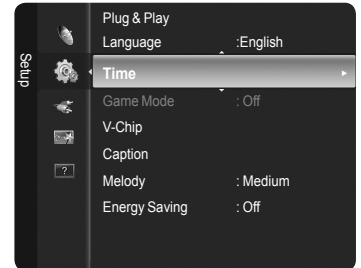 Setup
Plug & Play
Language :English
Time
Game Mode : Off
V-Chip
Caption
Melody : Medium
Energy Saving : Off
?